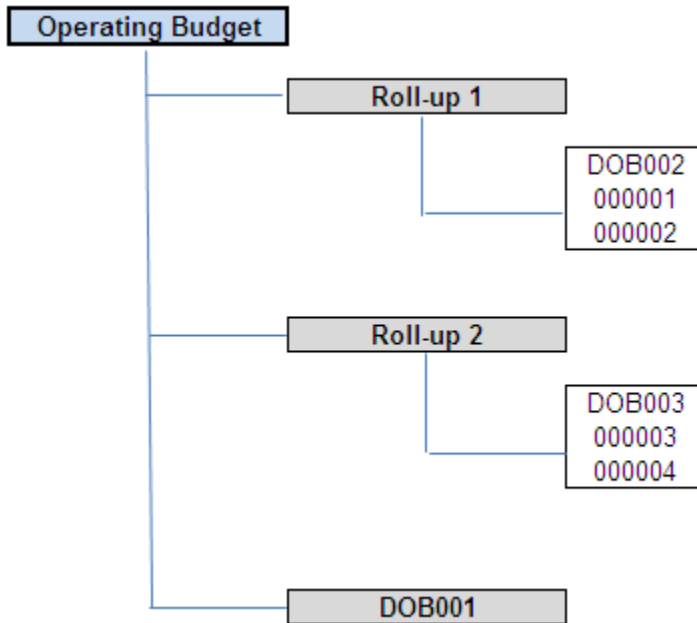 Operating Budget
Roll-up 1
DOB002
000001
000002
Roll-up 2
DOB003
000003
000004
DOB001